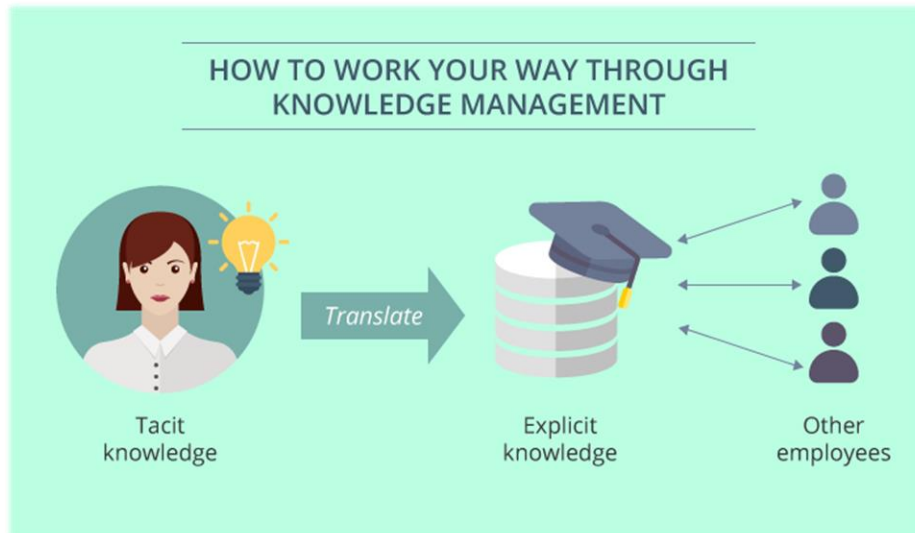 HOW TO WORK YOUR WAY THROUGH
KNOWLEDGE MANAGEMENT
Translate
Tacit
knowledge
Explicit
knowledge
Other
employees